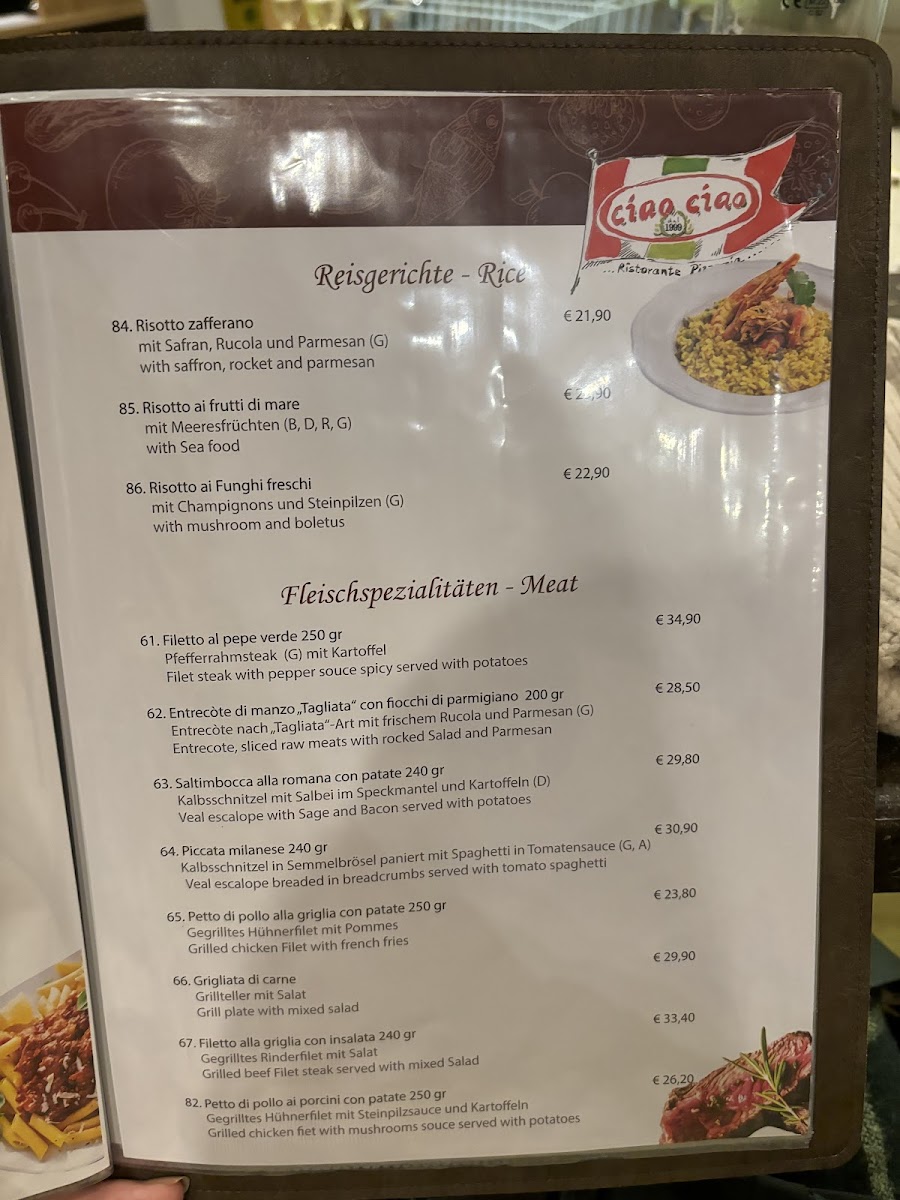 ciao ciao
dal
1999
...Ristorante
Reisgerichte - Rice
84. Risotto zafferano € 21,90
mit Safran, Rucola und Parmesan (G)
with saffron, rocket and parmesan
85. Risotto ai frutti di mare
mit Meeresfrüchten (B, D, R, G)
with Sea food
86. Risotto ai Funghi freschi € 22,90
mit Champignons und Steinpilzen (G)
with mushroom and boletus
Fleischspezialitäten - Meat
61. Filetto al pepe verde 250 gr € 34,90
Pfefferrahmsteak (G) mit Kartoffel
Filet steak with pepper souce spicy served with potatoes
62. Entrecòte di manzo „Tagliata“ con fiocchi di parmigiano 200 gr € 28,50
Entrecòte nach „Tagliata“-Art mit frischem Rucola und Parmesan (G)
Entrecote, sliced raw meats with rocked Salad and Parmesan
63. Saltimbocca alla romana con patate 240 gr € 29,80
Kalbsschnitzel mit Salbei im Speckmantel und Kartoffeln (D)
Veal escalope with Sage and Bacon served with potatoes
64. Piccata milanese 240 gr € 30,90
Kalbsschnitzel in Semmelbrösel paniert mit Spaghetti in Tomatensauce (G, A)
Veal escalope breaded in breadcrumbs served with tomato spaghetti
65. Petto di pollo alla griglia con patate 250 gr € 23,80
Gegrilltes Hühnerfilet mit Pommes
Grilled chicken Filet with french fries
66. Grigliata di carne € 29,90
Grillteller mit Salat
Grill plate with mixed salad
67. Filetto alla griglia con insalata 240 gr € 33,40
Gegrilltes Rinderfilet mit Salat
Grilled beef Filet steak served with mixed Salad
82. Petto di pollo ai porcini con patate 250 gr € 26,20
Gegrilltes Hühnerfilet mit Steinpilzsauce und Kartoffeln
Grilled chicken fiet with mushrooms souce served with potatoes